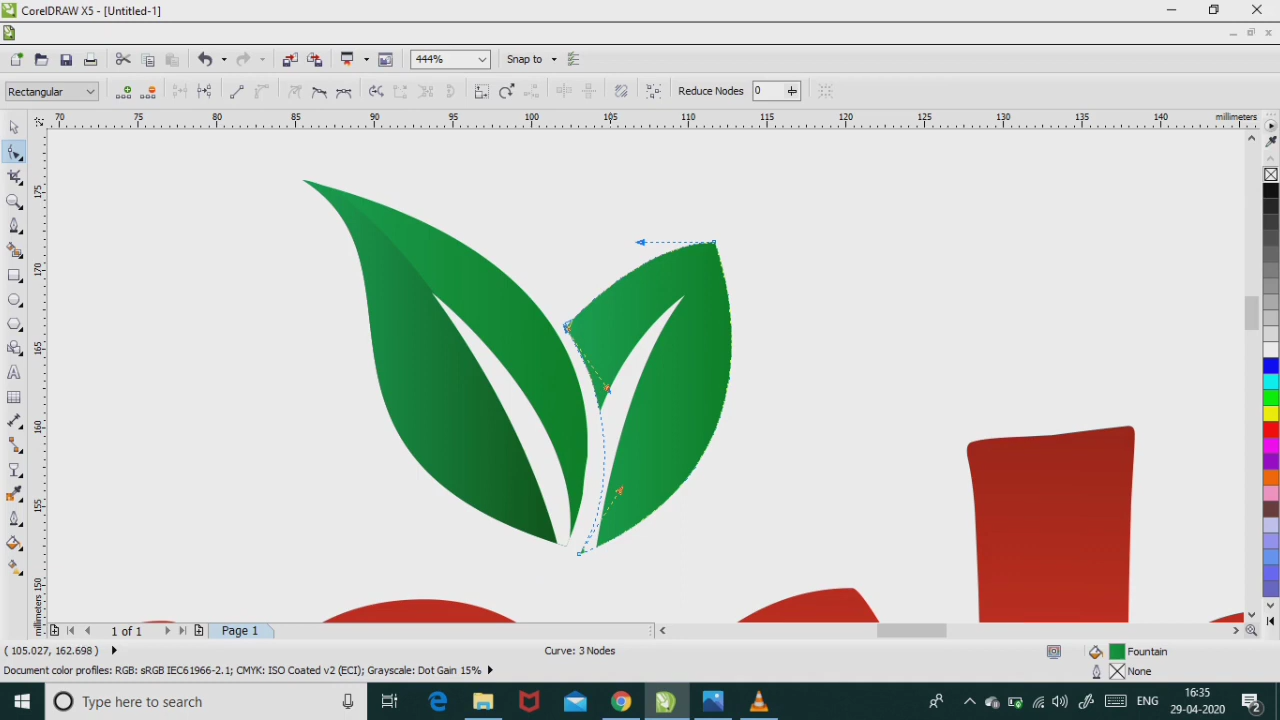 CorelDRAW X5 - [Untitled-1]
444%
Snap to
Rectangular
Reduce Nodes
0
70 75 80 85 90 95 100 105 110 115 120 125 130 135 140 millimeters
175
170
165
160
155
150
millimeters
1 of 1
Page 1
( 105.027, 162.698 )
Curve: 3 Nodes
Fountain
Document color profiles: RGB: sRGB IEC61966-2.1; CMYK: ISO Coated v2 (ECI); Grayscale: Dot Gain 15%
None
Type here to search
ENG
16:35
29-04-2020
2